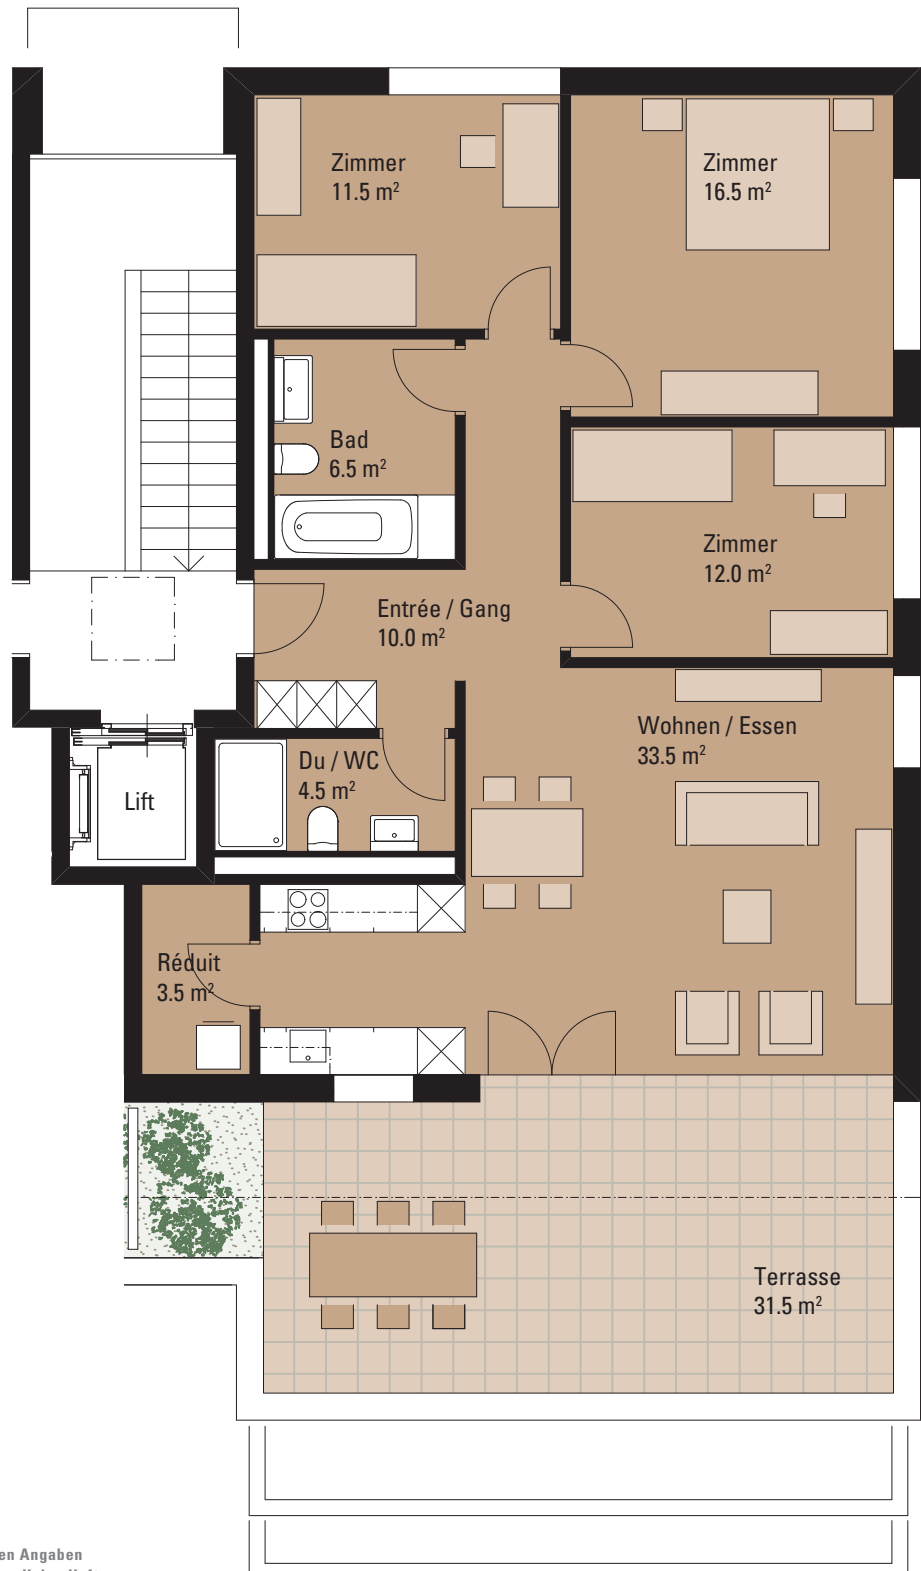 Zimmer
11.5 m²
Zimmer
16.5 m²
Bad
6.5 m²
Zimmer
12.0 m²
Entrée / Gang
10.0 m²
Wohnen / Essen
33.5 m²
Du / WC
4.5 m²
Lift
Réduit
3.5 m²
Terrasse
31.5 m²
en Angaben